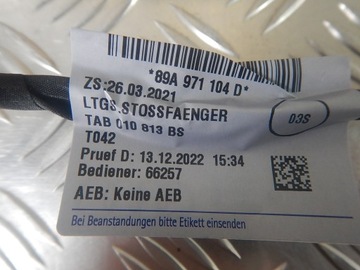 *89A 971 104 D*
ZS:26.03.2021
LTGS.STOSSFAENGER
TAB 010 813 BS
03S
T042
Pruef D: 13.12.2022 15:34
Bediener: 66257
AEB: Keine AEB
Bei Beanstandungen bitte Etikett einsenden